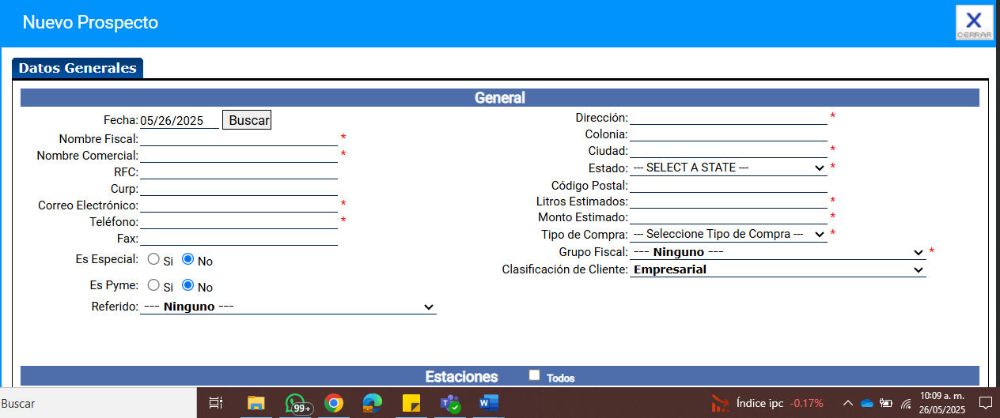 Nuevo Prospecto
X
CERRAR
Datos Generales
General
Fecha: 05/26/2025 Buscar
Nombre Fiscal: *
Nombre Comercial: *
RFC:
Curp:
Correo Electrónico: *
Teléfono: *
Fax:
Es Especial: Si No
Es Pyme: Si No
Referido: --- Ninguno ---
Dirección: *
Colonia:
Ciudad: *
Estado: --- SELECT A STATE --- *
Código Postal:
Litros Estimados: *
Monto Estimado: *
Tipo de Compra: --- Seleccione Tipo de Compra --- *
Grupo Fiscal: --- Ninguno --- *
Clasificación de Cliente: Empresarial
Estaciones Todos
Buscar
99+
T
W
Índice ipc -0.17%
10:09 a. m.
26/05/2025